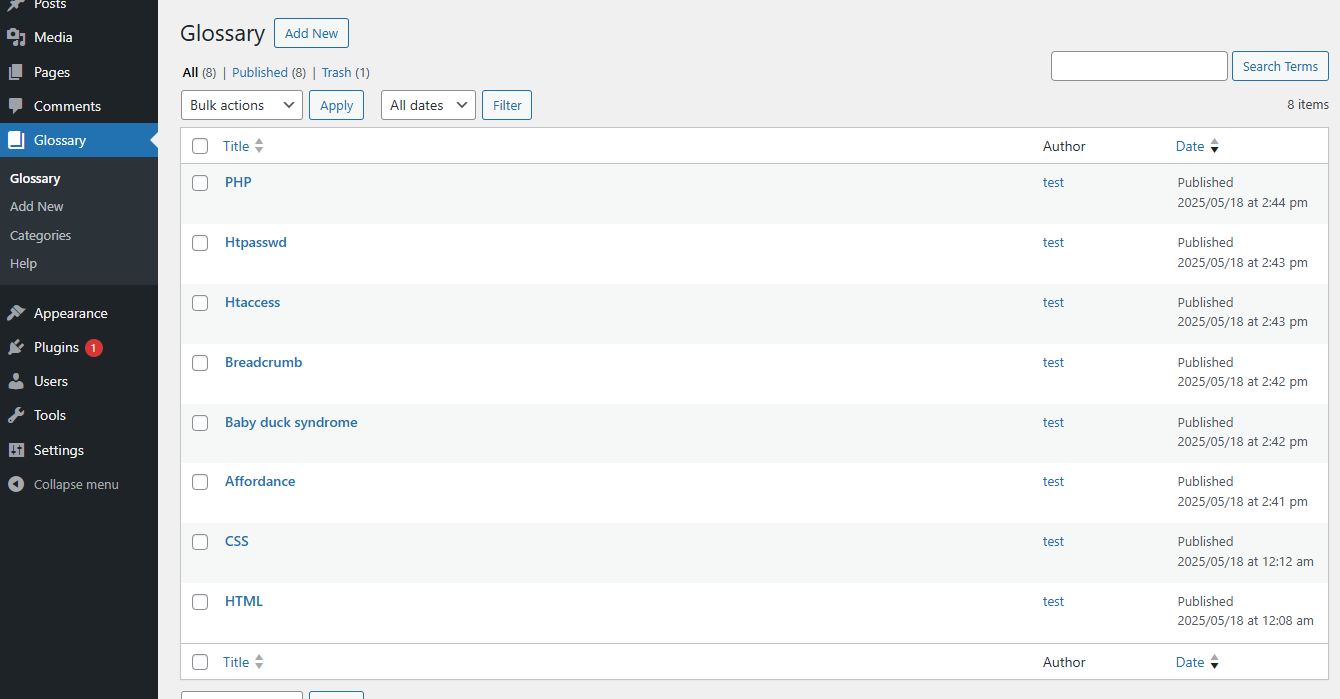 Posts
Media
Pages
Comments
Glossary
Glossary
Add New
Categories
Help
Appearance
Plugins 1
Users
Tools
Settings
Collapse menu
Glossary Add New
All (8) | Published (8) | Trash (1)
Search Terms
Bulk actions Apply All dates Filter
8 items
Title Author Date
PHP test Published
2025/05/18 at 2:44 pm
Htpasswd test Published
2025/05/18 at 2:43 pm
Htaccess test Published
2025/05/18 at 2:43 pm
Breadcrumb test Published
2025/05/18 at 2:42 pm
Baby duck syndrome test Published
2025/05/18 at 2:42 pm
Affordance test Published
2025/05/18 at 2:41 pm
CSS test Published
2025/05/18 at 12:12 am
HTML test Published
2025/05/18 at 12:08 am
Title Author Date